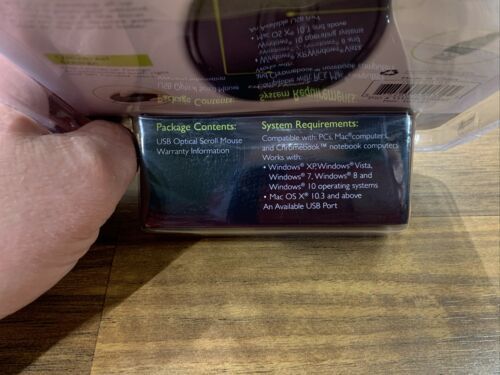 Package Contents:
USB Optical Scroll Mouse
Warranty Information
System Requirements:
Compatible with: PCs, Mac® computers,
and Chromebook™ notebook computers
Works with:
• Windows® XP, Windows® Vista,
Windows® 7, Windows® 8 and
Windows® 10 operating systems
• Mac OS X® 10.3 and above
An Available USB Port